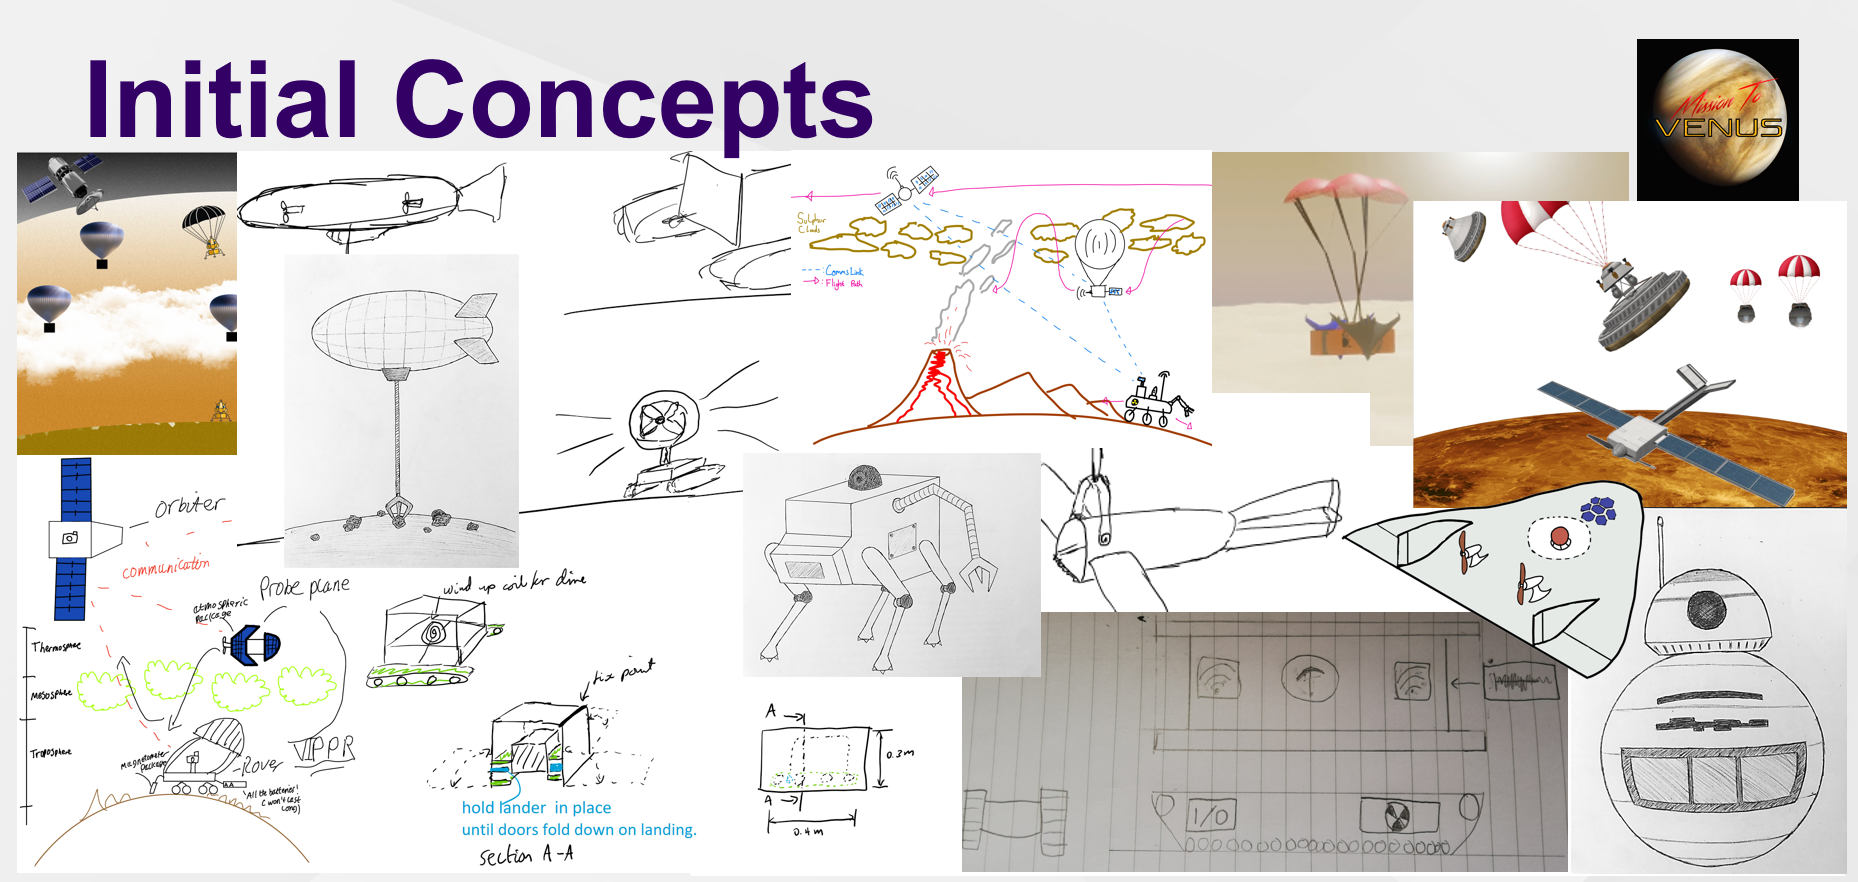 Initial Concepts
Mission To
VENUS
Sulphur
Clouds
: Comms Link
: Flight Path
Orbiter
communication
Probe plane
atmospheric
package
Thermosphere
Mesosphere
Troposphere
Magnetometer
package
Rover
VIPPR
All the batteries!
(won't last
long)
wind up coil for drive
fix point
hold lander in place
until doors fold down on landing.
section A-A
A
A
0.3m
0.4m
I/O